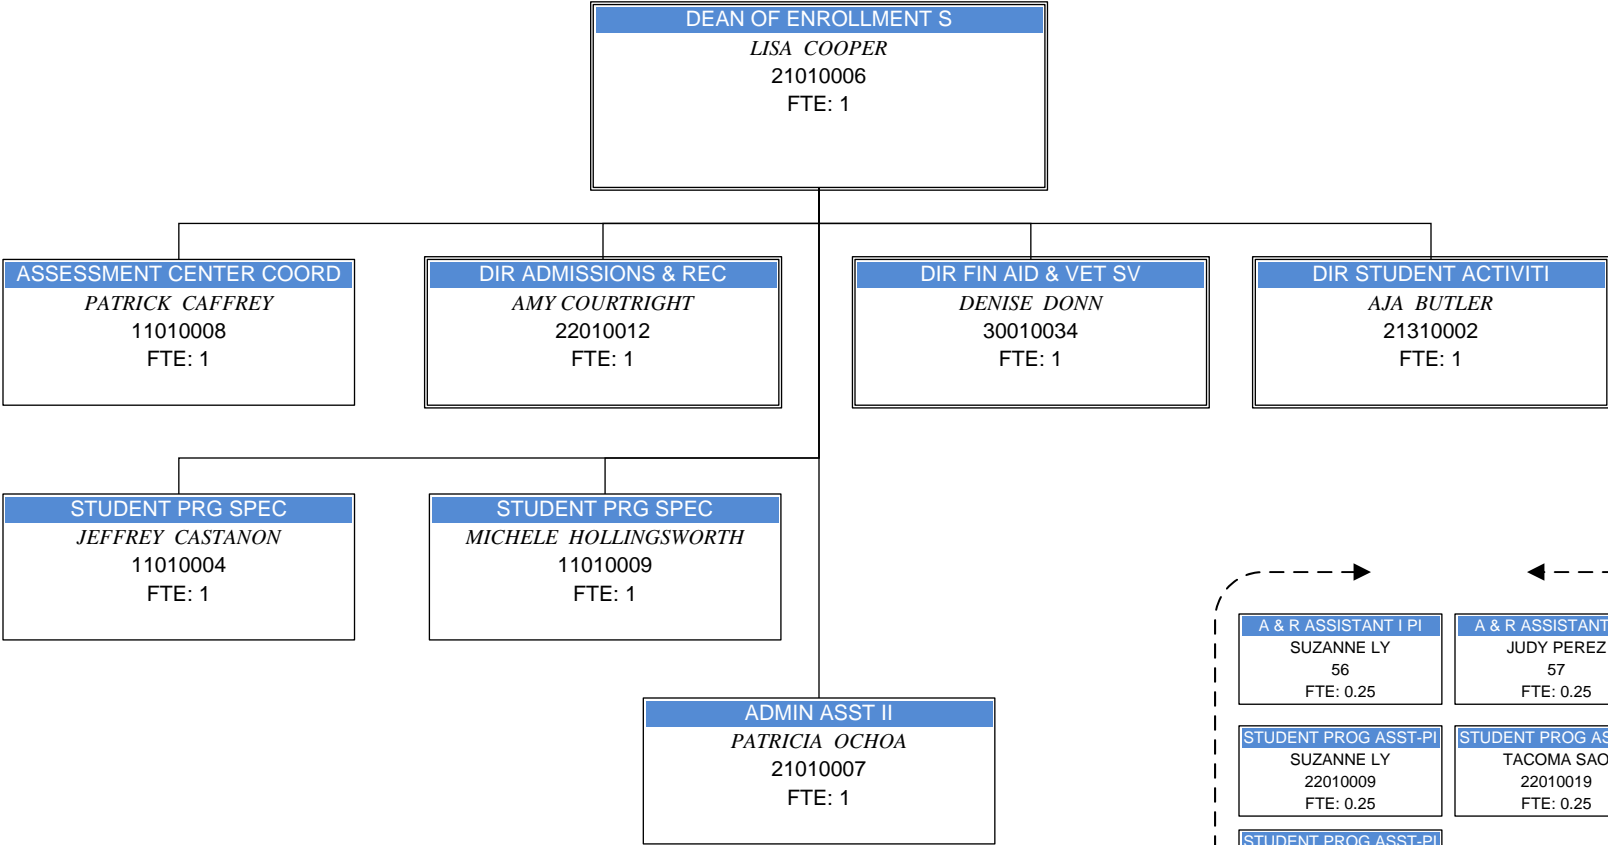 DEAN OF ENROLLMENT S
LISA COOPER
21010006
FTE: 1
ASSESSMENT CENTER COORD
PATRICK CAFFREY
11010008
FTE: 1
DIR ADMISSIONS & REC
AMY COURTRIGHT
22010012
FTE: 1
DIR FIN AID & VET SV
DENISE DONN
30010034
FTE: 1
DIR STUDENT ACTIVITI
AJA BUTLER
21310002
FTE: 1
STUDENT PRG SPEC
JEFFREY CASTANON
11010004
FTE: 1
STUDENT PRG SPEC
MICHELE HOLLINGSWORTH
11010009
FTE: 1
ADMIN ASST II
PATRICIA OCHOA
21010007
FTE: 1
A & R ASSISTANT I PI
SUZANNE LY
56
FTE: 0.25
A & R ASSISTANT
JUDY PEREZ
57
FTE: 0.25
STUDENT PROG ASST-PI
SUZANNE LY
22010009
FTE: 0.25
STUDENT PROG AS
TACOMA SAO
22010019
FTE: 0.25
STUDENT PROG ASST-PI